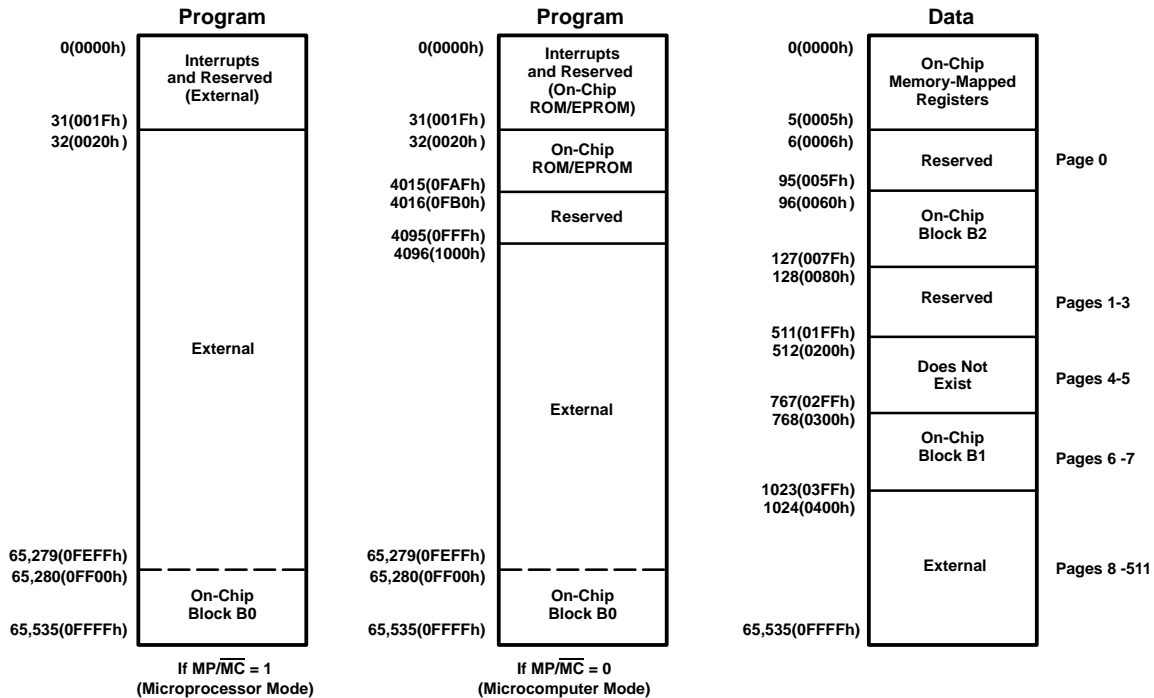 Program
0(0000h)
Interrupts
and Reserved
(External)
31(001Fh)
32(0020h)
External
65,279(0FEFFh)
65,280(0FF00h)
On-Chip
Block B0
65,535(0FFFFh)
If MP/M̅C̅ = 1
(Microprocessor Mode)
Program
0(0000h)
Interrupts
and Reserved
(On-Chip
ROM/EPROM)
31(001Fh)
32(0020h)
On-Chip
ROM/EPROM
4015(0FAFh)
4016(0FB0h)
Reserved
4095(0FFFh)
4096(1000h)
External
65,279(0FEFFh)
65,280(0FF00h)
On-Chip
Block B0
65,535(0FFFFh)
If MP/M̅C̅ = 0
(Microcomputer Mode)
Data
0(0000h)
On-Chip
Memory-Mapped
Registers
5(0005h)
6(0006h)
Reserved
Page 0
95(005Fh)
96(0060h)
On-Chip
Block B2
127(007Fh)
128(0080h)
Reserved
Pages 1-3
511(01FFh)
512(0200h)
Does Not
Exist
Pages 4-5
767(02FFh)
768(0300h)
On-Chip
Block B1
Pages 6 -7
1023(03FFh)
1024(0400h)
External
Pages 8 -511
65,535(0FFFFh)